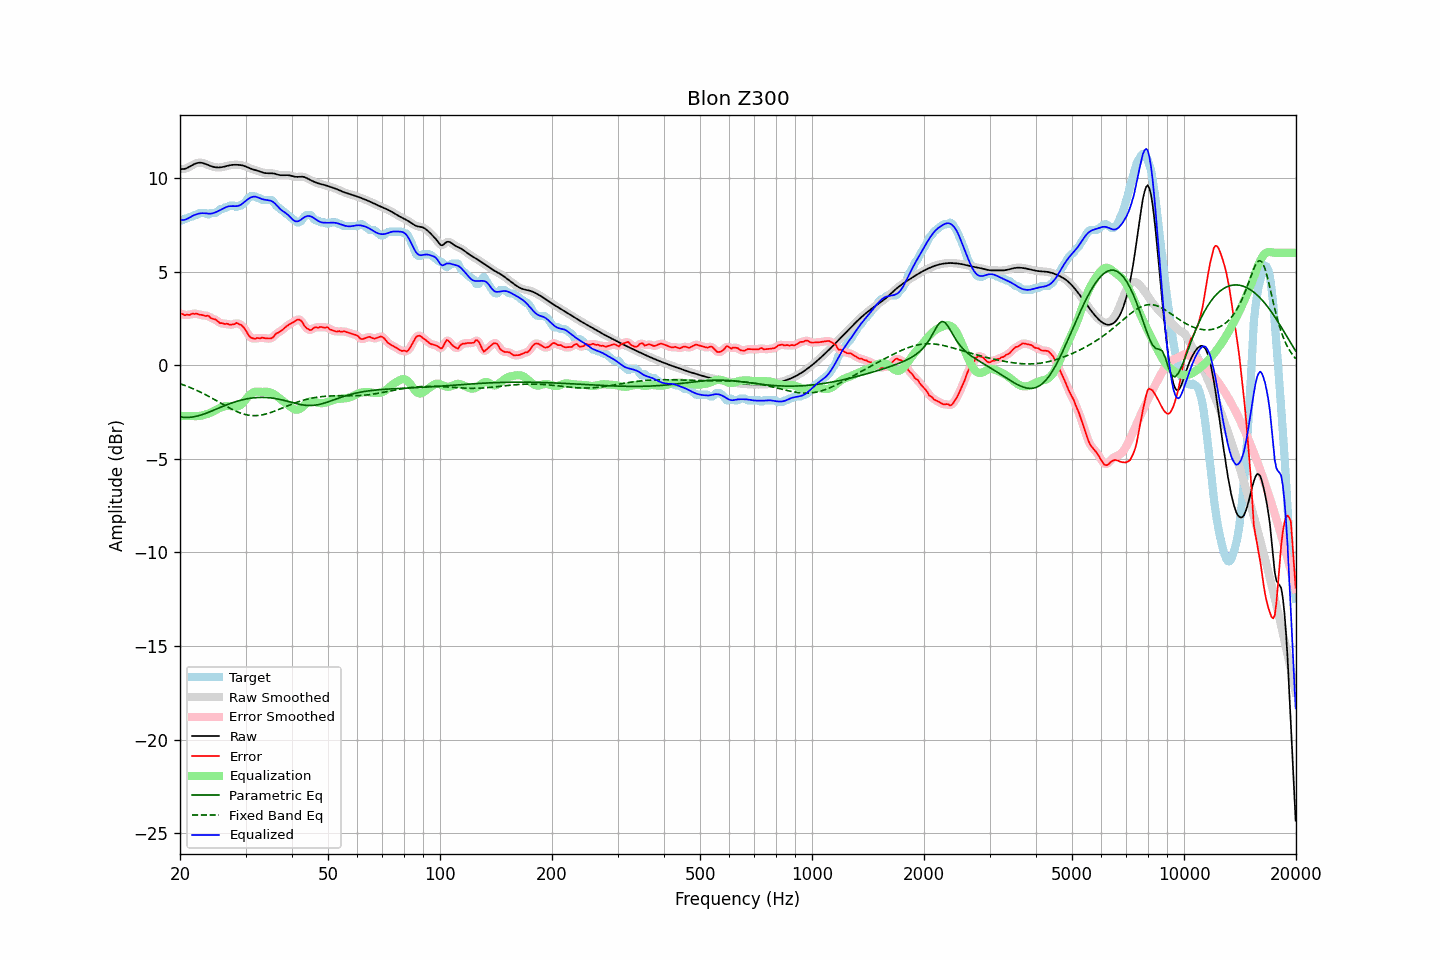 Blon Z300
Amplitude (dBr)
10
5
0
−5
−10
−15
−20
−25
Target
Raw Smoothed
Error Smoothed
Raw
Error
Equalization
Parametric Eq
Fixed Band Eq
Equalized
20 50 100 200 500 1000 2000 5000 10000 20000
Frequency (Hz)